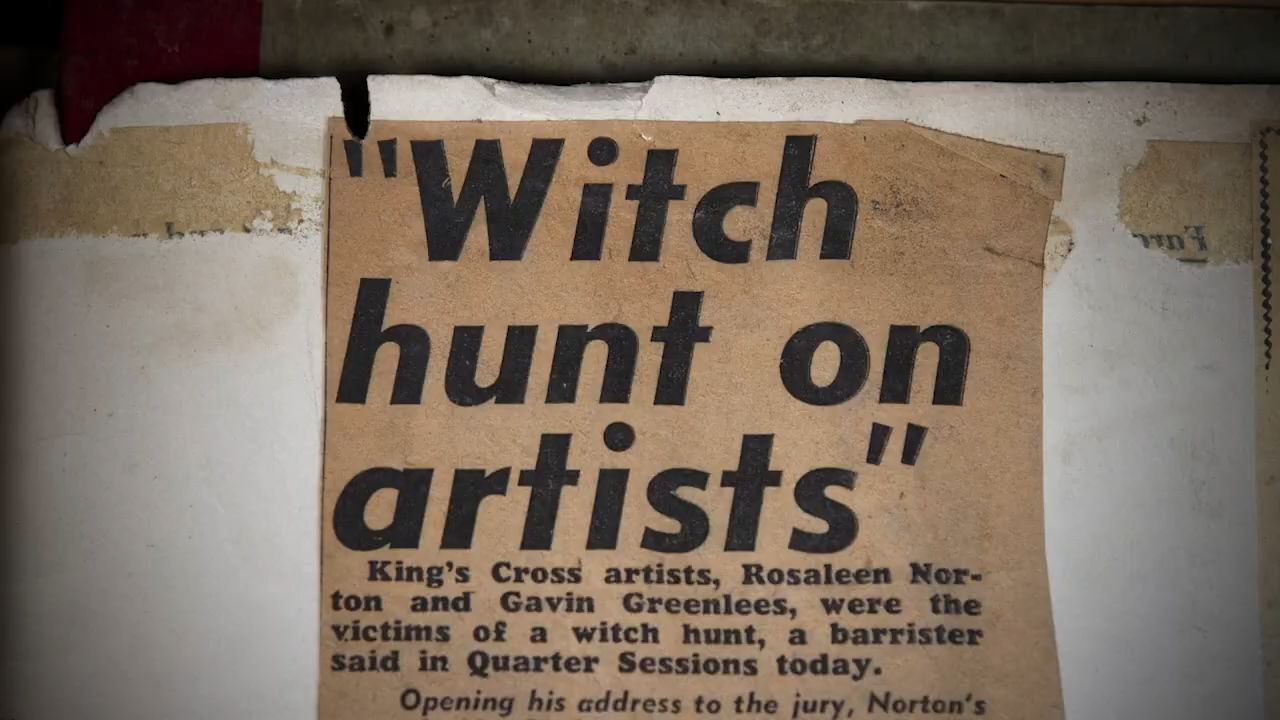 "Witch
hunt on
artists"
King's Cross artists, Rosaleen Nor-
ton and Gavin Greenlees, were the
victims of a witch hunt, a barrister
said in Quarter Sessions today.
Opening his address to the jury, Norton's